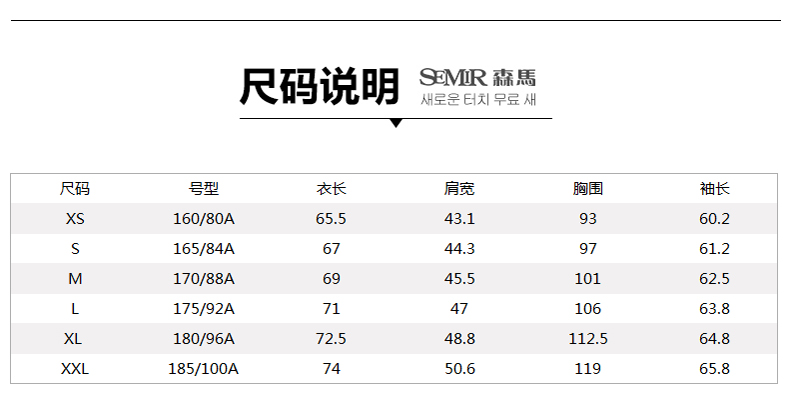 尺码说明 SEMIR 森馬
새로운 터치 무료 새
尺码 号型 衣长 肩宽 胸围 袖长
XS 160/80A 65.5 43.1 93 60.2
S 165/84A 67 44.3 97 61.2
M 170/88A 69 45.5 101 62.5
L 175/92A 71 47 106 63.8
XL 180/96A 72.5 48.8 112.5 64.8
XXL 185/100A 74 50.6 119 65.8